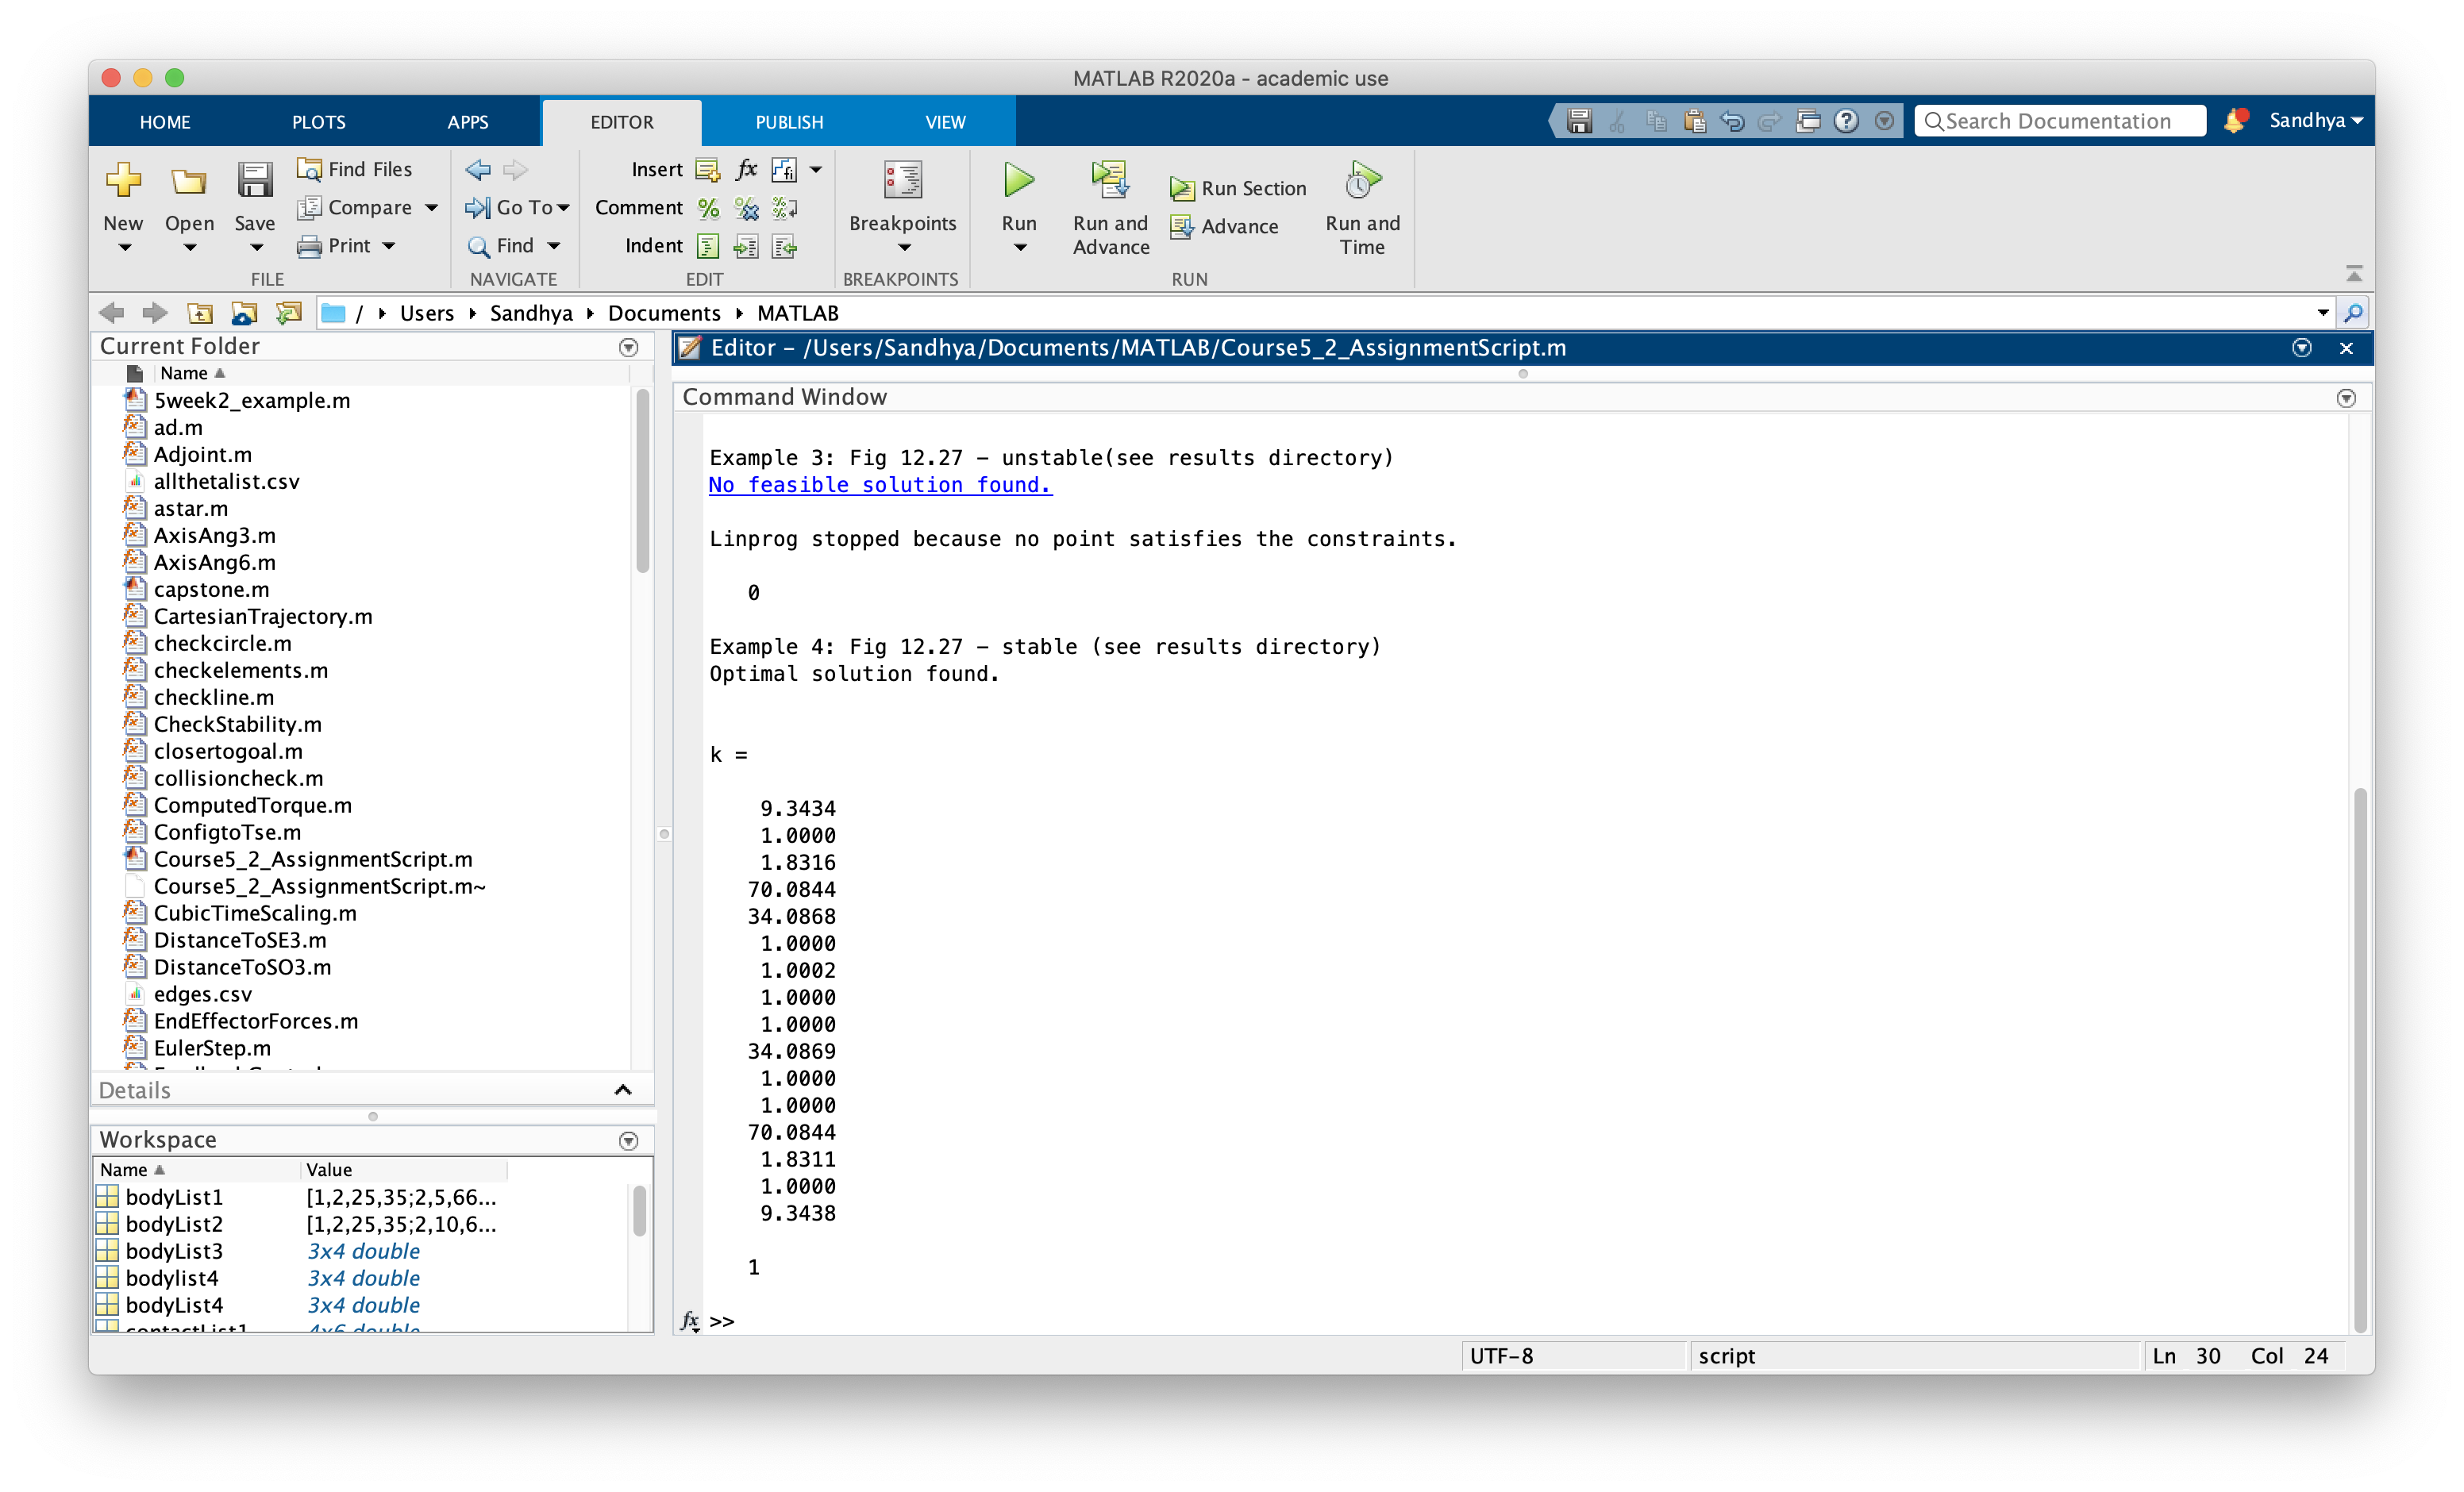 MATLAB R2020a - academic use
HOME PLOTS APPS EDITOR PUBLISH VIEW Search Documentation Sandhya
New Open Save Find Files Compare Print
FILE
Go To Find
NAVIGATE
Insert fx fi
Comment % % %
Indent
EDIT
Breakpoints
BREAKPOINTS
Run Run and Advance Run Section Advance Run and Time
RUN
/ Users Sandhya Documents MATLAB
Current Folder
Name
5week2_example.m
ad.m
Adjoint.m
allthetalist.csv
astar.m
AxisAng3.m
AxisAng6.m
capstone.m
CartesianTrajectory.m
checkcircle.m
checkelements.m
checkline.m
CheckStability.m
closertogoal.m
collisioncheck.m
ComputedTorque.m
ConfigtoTse.m
Course5_2_AssignmentScript.m
Course5_2_AssignmentScript.m~
CubicTimeScaling.m
DistanceToSE3.m
DistanceToSO3.m
edges.csv
EndEffectorForces.m
EulerStep.m
Details
Workspace
Name Value
bodyList1 [1,2,25,35;2,5,66...
bodyList2 [1,2,25,35;2,10,6...
bodyList3 3x4 double
bodylist4 3x4 double
bodyList4 3x4 double
contactList1 4x6 double
Editor - /Users/Sandhya/Documents/MATLAB/Course5_2_AssignmentScript.m
Command Window
Example 3: Fig 12.27 - unstable(see results directory)
No feasible solution found.
Linprog stopped because no point satisfies the constraints.
0
Example 4: Fig 12.27 - stable (see results directory)
Optimal solution found.
k =
9.3434
1.0000
1.8316
70.0844
34.0868
1.0000
1.0002
1.0000
1.0000
34.0869
1.0000
1.0000
70.0844
1.8311
1.0000
9.3438
1
fx >>
UTF-8 script Ln 30 Col 24